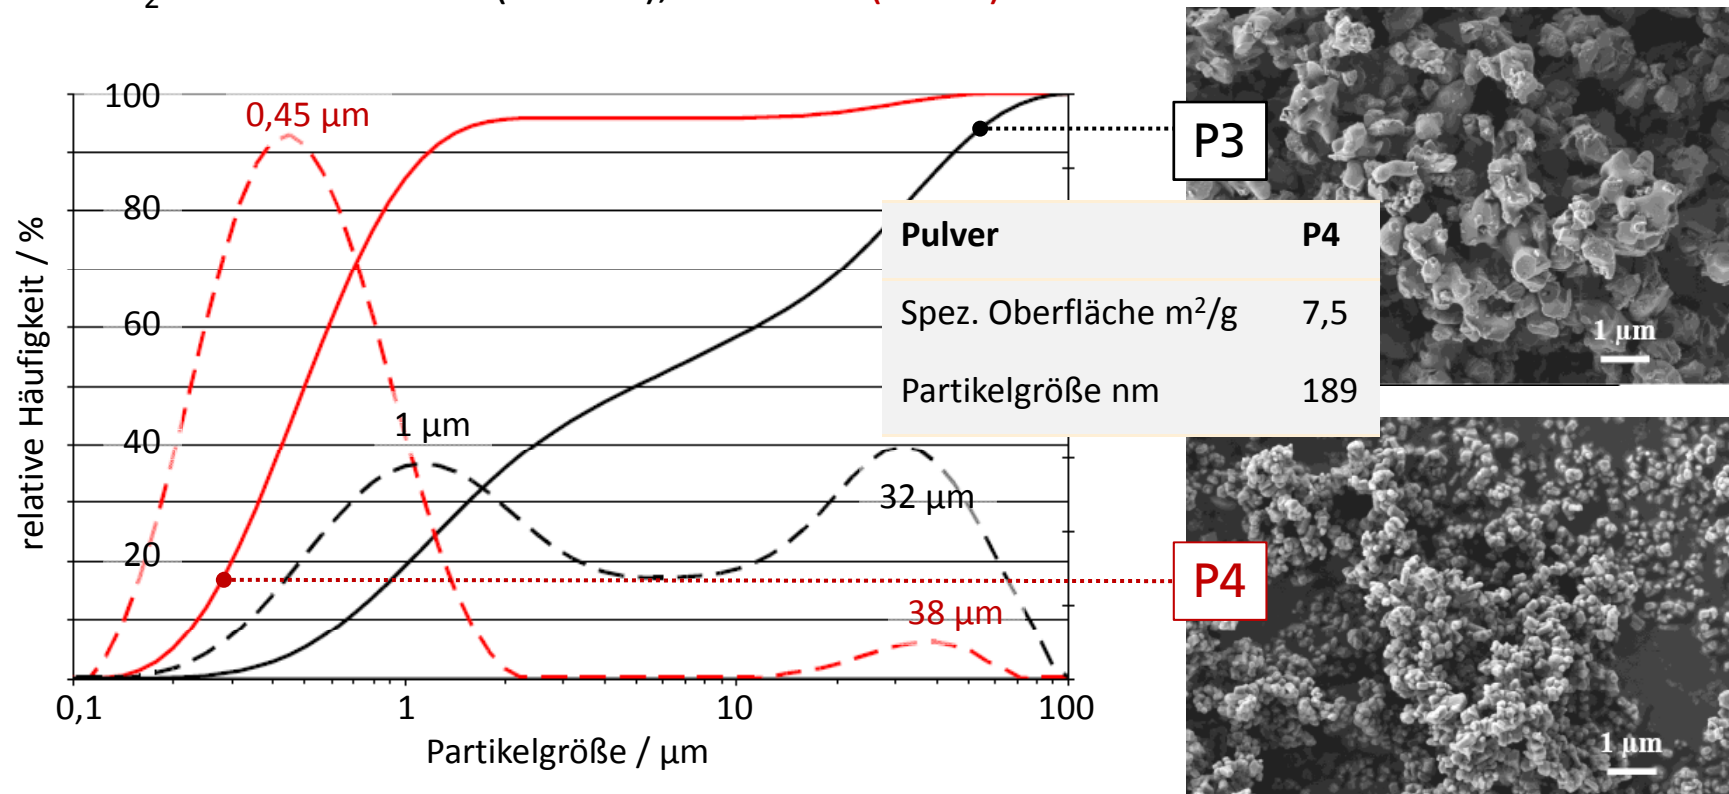 2
100
0,45 µm
80
60
40
20
relative Häufigkeit / %
1 µm
32 µm
38 µm
0,1
1
10
100
Partikelgröße / µm
P3
Pulver P4
Spez. Oberfläche m²/g 7,5
Partikelgröße nm 189
1 µm
P4
1 µm